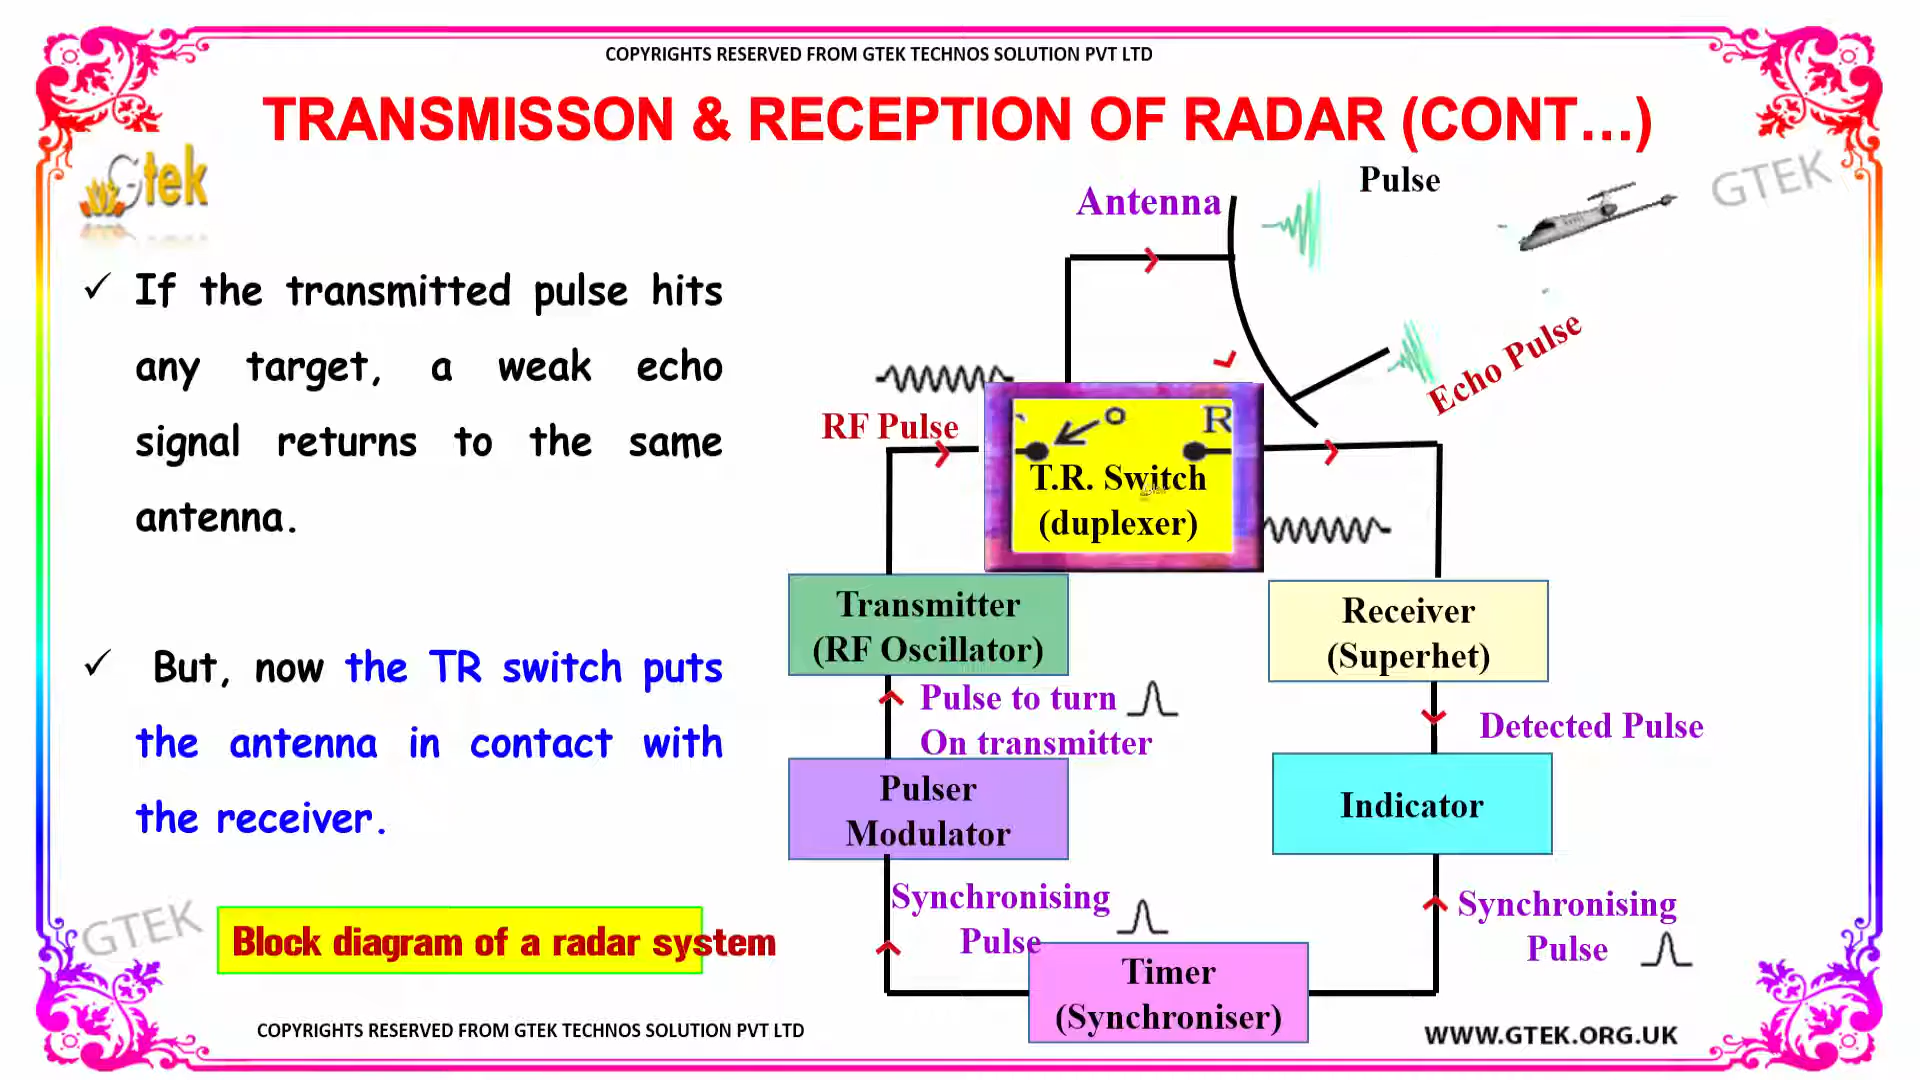 COPYRIGHTS RESERVED FROM GTEK TECHNOS SOLUTION PVT LTD
TRANSMISSON & RECEPTION OF RADAR (CONT...)
Gtek
GTEK
✓ If the transmitted pulse hits
any target, a weak echo
signal returns to the same
antenna.
✓ But, now the TR switch puts
the antenna in contact with
the receiver.
Block diagram of a radar system
Antenna
Pulse
Echo Pulse
RF Pulse
R
T.R. Switch
(duplexer)
Transmitter
(RF Oscillator)
Receiver
(Superhet)
Pulse to turn
On transmitter
Detected Pulse
Pulser
Modulator
Indicator
Synchronising
Pulse
Synchronising
Pulse
Timer
(Synchroniser)
GTEK
COPYRIGHTS RESERVED FROM GTEK TECHNOS SOLUTION PVT LTD
WWW.GTEK.ORG.UK